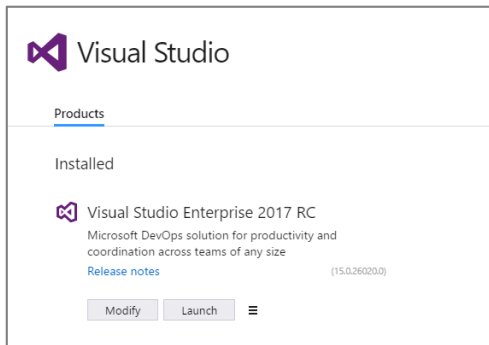 Visual Studio
Products
Installed
Visual Studio Enterprise 2017 RC
Microsoft DevOps solution for productivity and
coordination across teams of any size
Release notes (15.0.26020.0)
Modify Launch